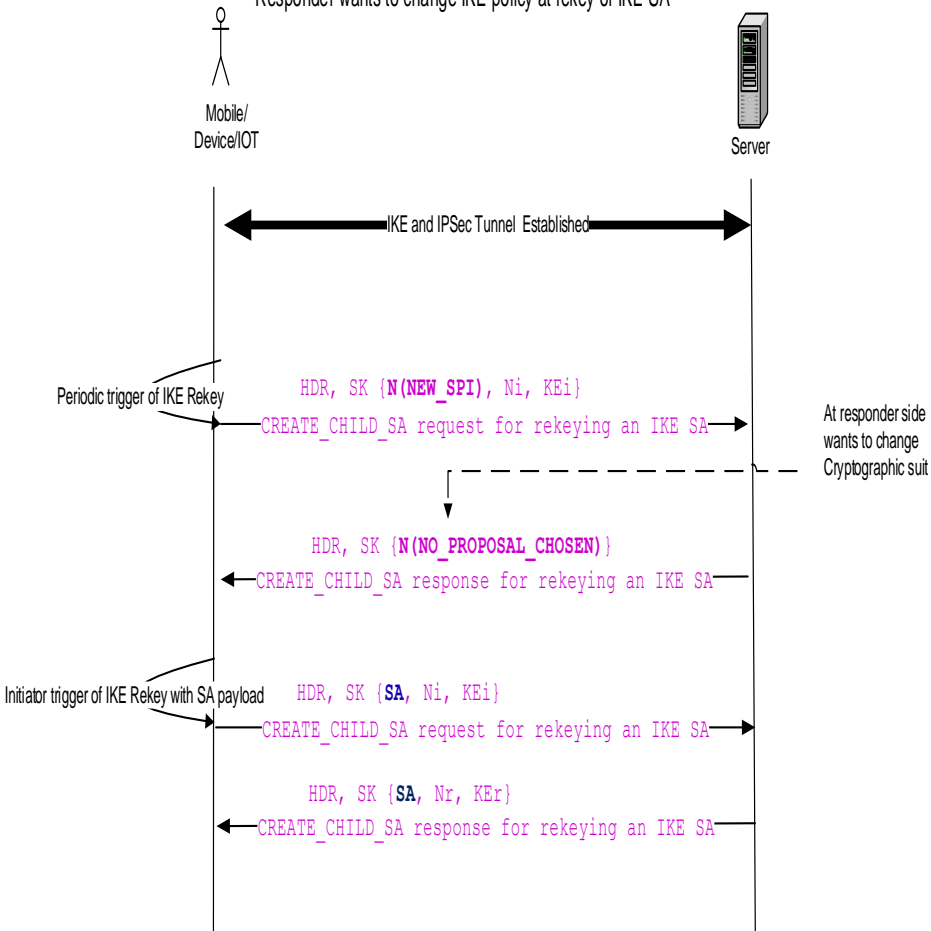 Responder wants to change IKE policy at rekey of IKE SA
Mobile/
Device/IOT
Server
IKE and IPSec Tunnel Established
Periodic trigger of IKE Rekey
HDR, SK {N(NEW_SPI), Ni, KEi}
CREATE_CHILD_SA request for rekeying an IKE SA
At responder side
wants to change
Cryptographic suit
HDR, SK {N(NO_PROPOSAL_CHOSEN)}
CREATE_CHILD_SA response for rekeying an IKE SA
Initiator trigger of IKE Rekey with SA payload
HDR, SK {SA, Ni, KEi}
CREATE_CHILD_SA request for rekeying an IKE SA
HDR, SK {SA, Nr, KEr}
CREATE_CHILD_SA response for rekeying an IKE SA